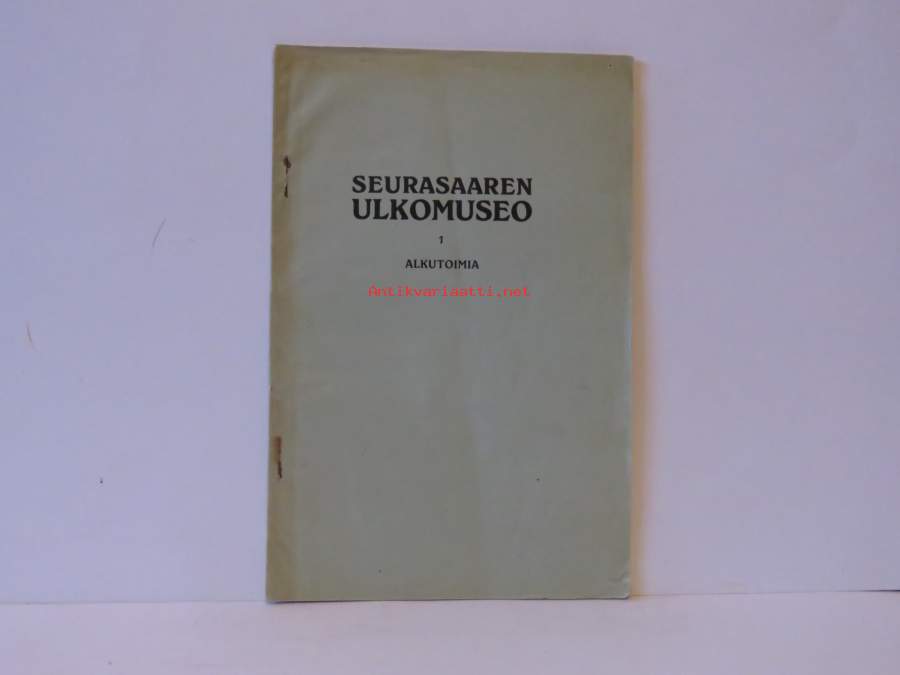 SEURASAAREN
ULKOMUSEO
1
ALKUTOIMIA
Antikvariaatti.net